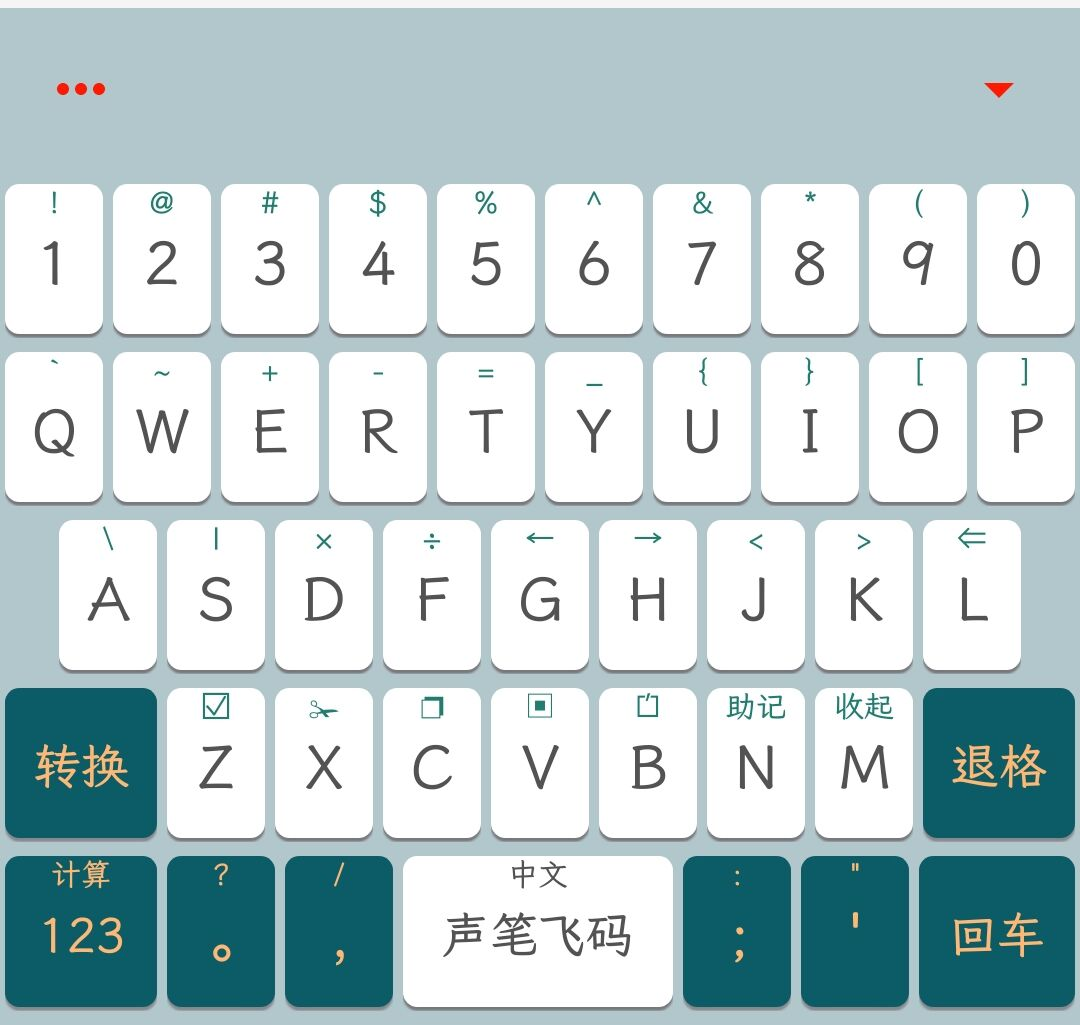 ! @ # $ % ^ & * ( )
1 2 3 4 5 6 7 8 9 0
` ~ + - = _ { } [ ]
Q W E R T Y U I O P
\ | × ÷ ← → < > ⇐
A S D F G H J K L
助记 收起
转换 Z X C V B N M 退格
计算 ? / 中文 : "
123 。 , 声笔飞码 ; ' 回车